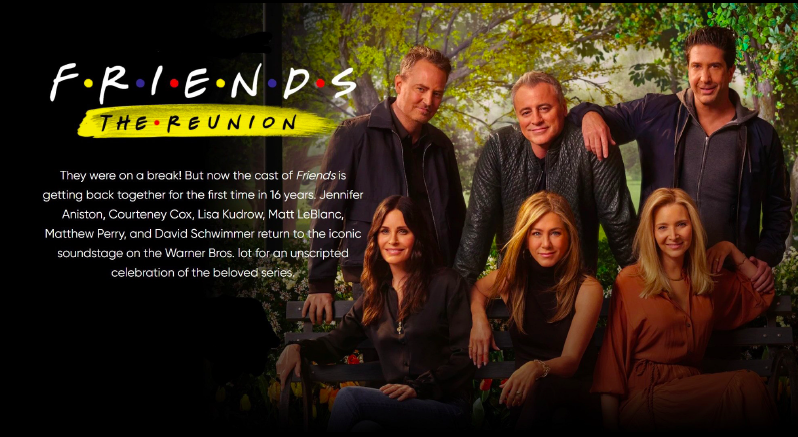 F•R•I•E•N•D•S
THE•REUNION
They were on a break! But now the cast of Friends is
getting back together for the first time in 16 years. Jennifer
Aniston, Courteney Cox, Lisa Kudrow, Matt LeBlanc,
Matthew Perry, and David Schwimmer return to the iconic
soundstage on the Warner Bros. lot for an unscripted
celebration of the beloved series.